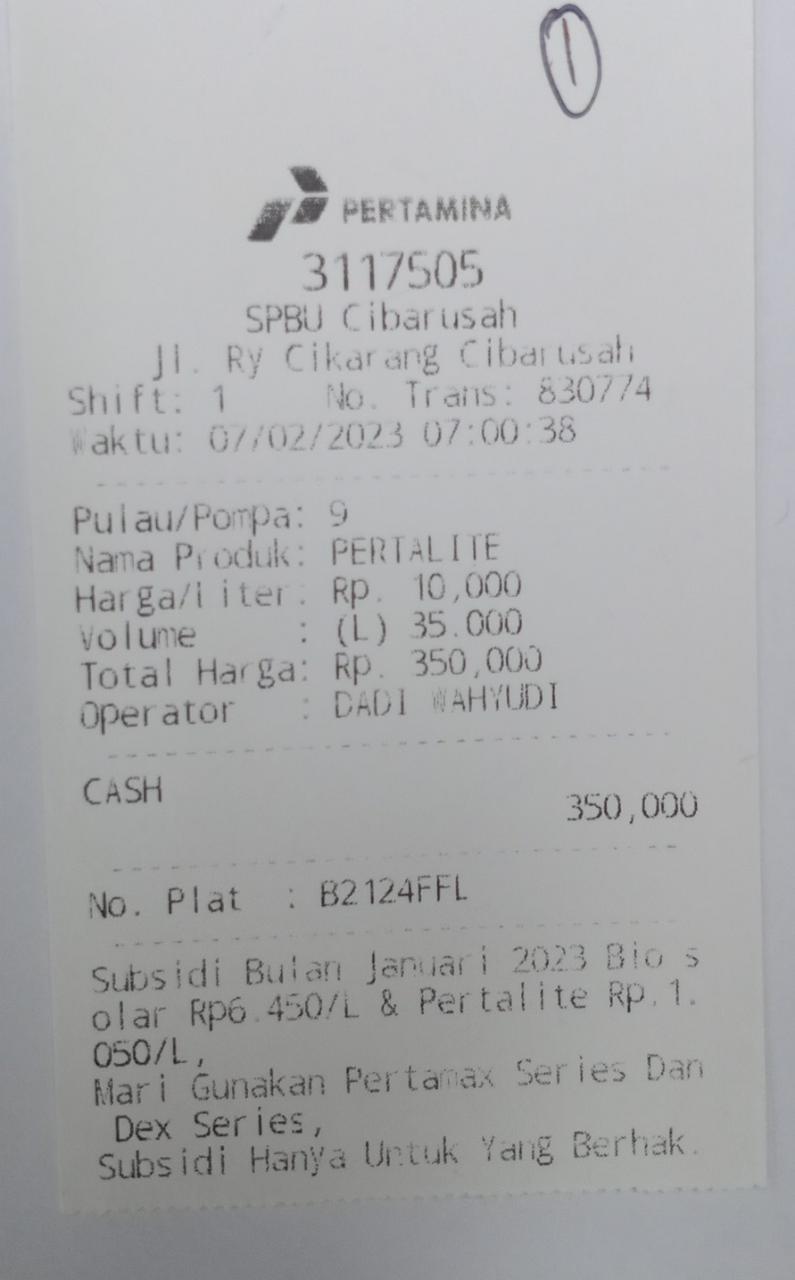 1
PERTAMINA
3117505
SPBU Cibarusah
Jl. Ry Cikarang Cibarusah
Shift: 1 No. Trans: 830774
Waktu: 07/02/2023 07:00:38
Pulau/Pompa: 9
Nama Produk: PERTALITE
Harga/Liter: Rp. 10,000
Volume : (L) 35.000
Total Harga: Rp. 350,000
Operator : DADI WAHYUDI
CASH
350,000
No. Plat : B2124FFL
Subsidi Bulan Januari 2023 Bio s
olar Rp6.450/L & Pertalite Rp.1.
050/L,
Mari Gunakan Pertamax Series Dan
Dex Series,
Subsidi Hanya Untuk Yang Berhak.